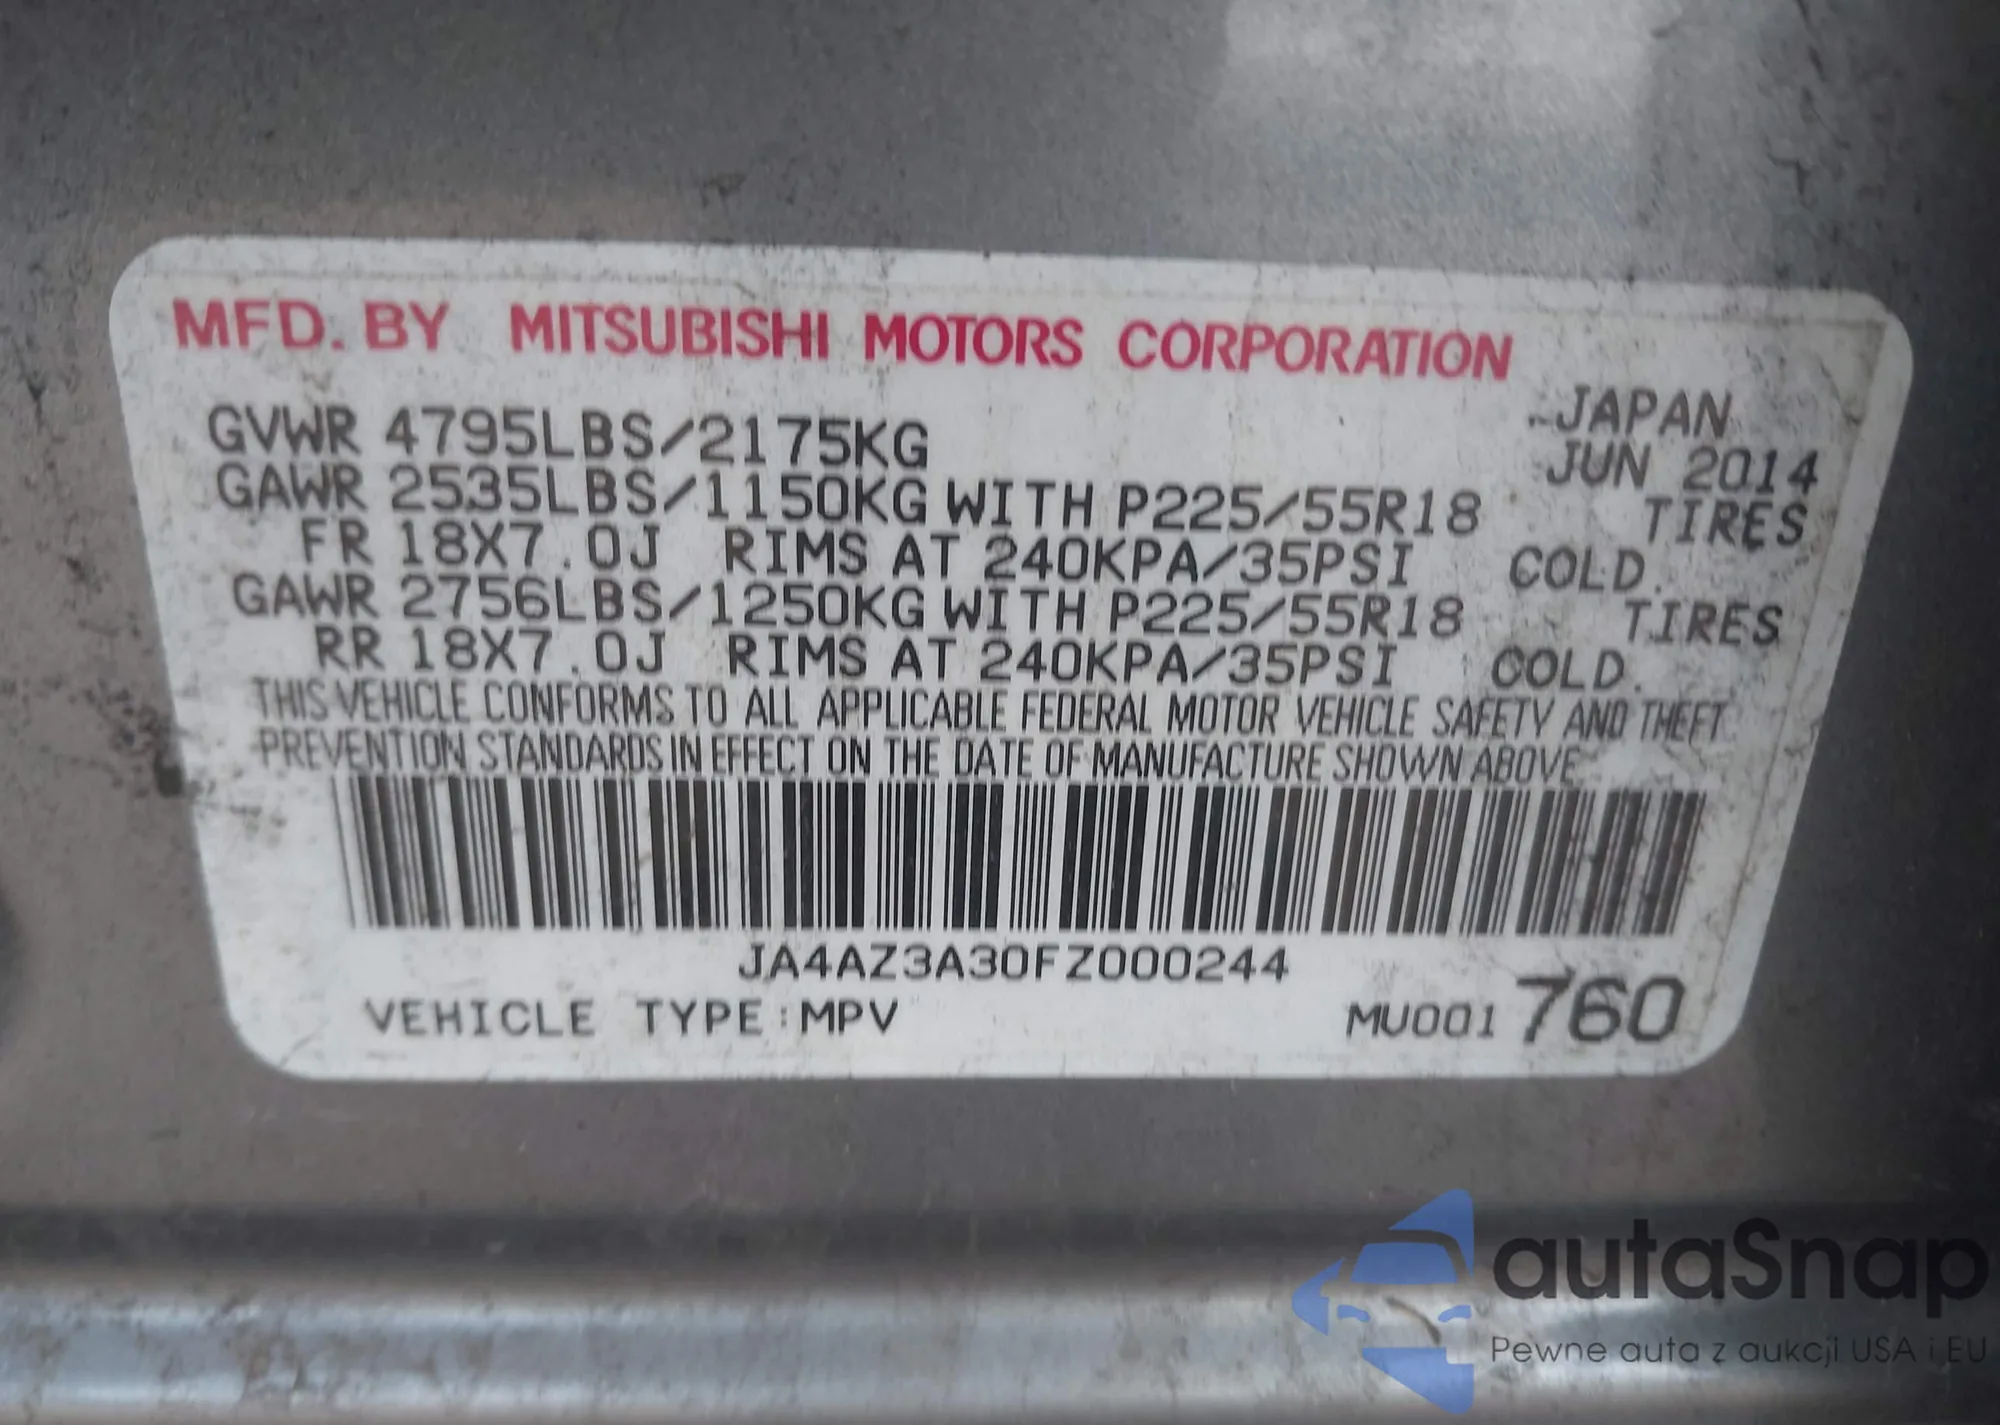 MFD. BY MITSUBISHI MOTORS CORPORATION
JAPAN
GVWR 4795LBS/2175KG JUN 2014
GAWR 2535LBS/1150KG WITH P225/55R18 TIRES
FR 18X7.0J RIMS AT 240KPA/35PSI COLD.
GAWR 2756LBS/1250KG WITH P225/55R18 TIRES
RR 18X7.0J RIMS AT 240KPA/35PSI COLD.
THIS VEHICLE CONFORMS TO ALL APPLICABLE FEDERAL MOTOR VEHICLE SAFETY AND THEFT
PREVENTION STANDARDS IN EFFECT ON THE DATE OF MANUFACTURE SHOWN ABOVE
JA4AZ3A30FZ000244
VEHICLE TYPE:MPV MU001 760
autaSnap
Pewne auta z aukcji USA i EU